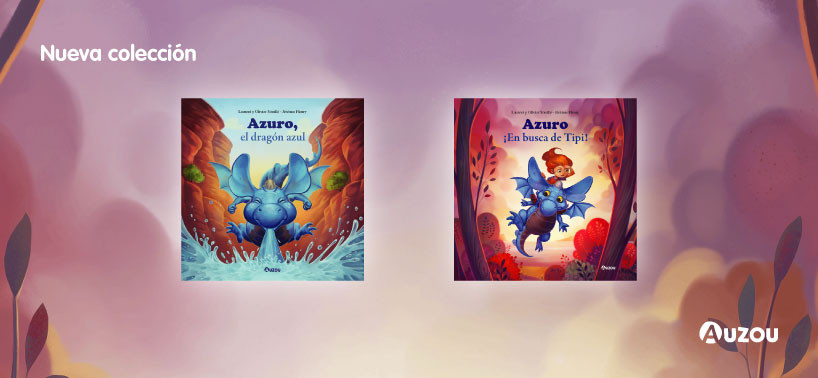 Nueva colección
Laurent y Olivier Souillé - Jérémie Fleury
Azuro,
el dragón azul
AUZOU
Laurent y Olivier Souillé - Jérémie Fleury
Azuro
¡En busca de Tipi!
AUZOU
AUZOU